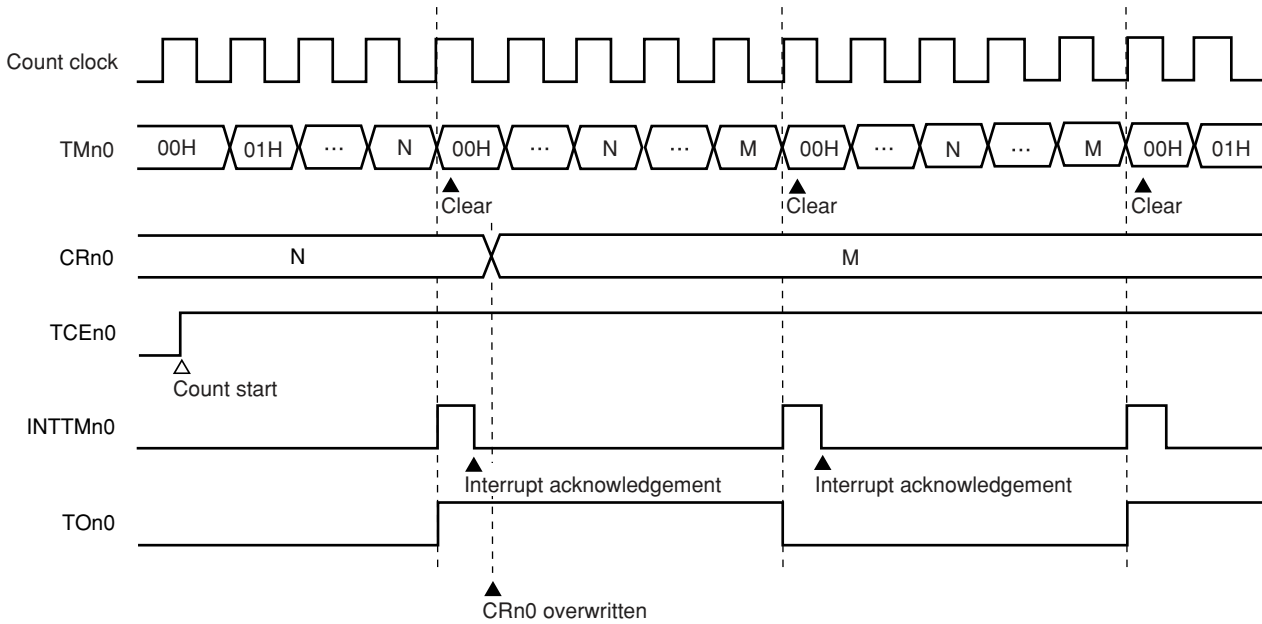 Count clock
TMn0 00H 01H ... N 00H ... N ... M 00H ... N ... M 00H 01H
Clear Clear Clear
CRn0 N M
TCEn0
Count start
INTTMn0
Interrupt acknowledgement Interrupt acknowledgement
TOn0
CRn0 overwritten